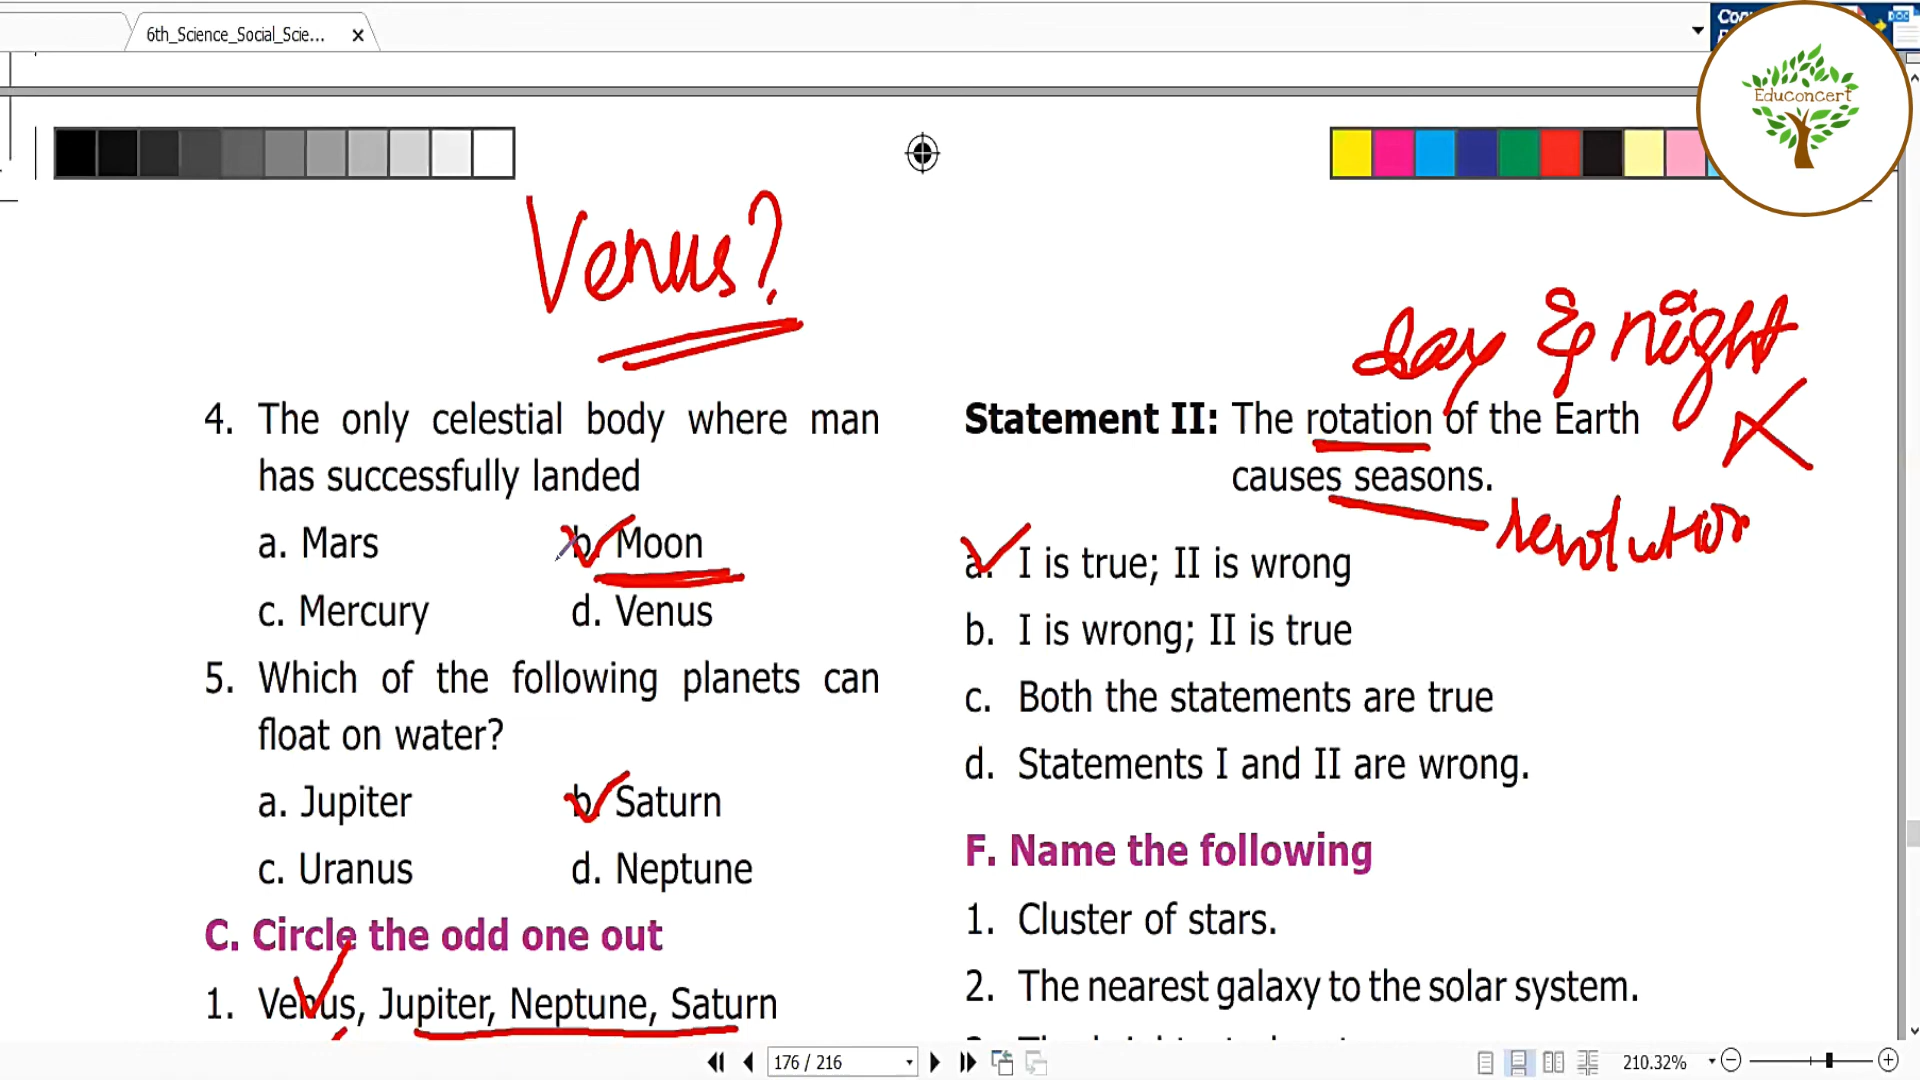 6th_Science_Social_Scie...
Educoncert
Venus?
day & night
4. The only celestial body where man
has successfully landed
a. Mars b. Moon
c. Mercury d. Venus
5. Which of the following planets can
float on water?
a. Jupiter b. Saturn
c. Uranus d. Neptune
C. Circle the odd one out
1. Venus, Jupiter, Neptune, Saturn
Statement II: The rotation of the Earth
causes seasons.
revolution
a. I is true; II is wrong
b. I is wrong; II is true
c. Both the statements are true
d. Statements I and II are wrong.
F. Name the following
1. Cluster of stars.
2. The nearest galaxy to the solar system.
176 / 216
210.32%